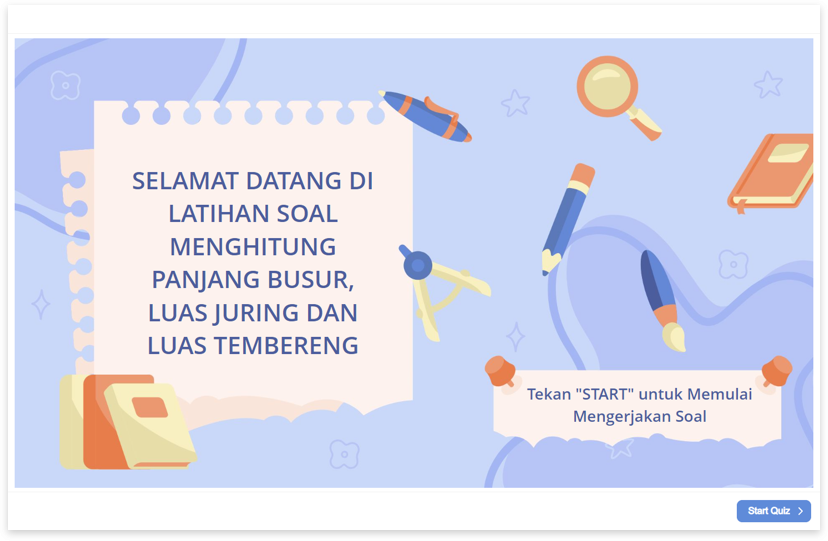 SELAMAT DATANG DI
LATIHAN SOAL
MENGHITUNG
PANJANG BUSUR,
LUAS JURING DAN
LUAS TEMBERENG
Tekan "START" untuk Memulai
Mengerjakan Soal
Start Quiz